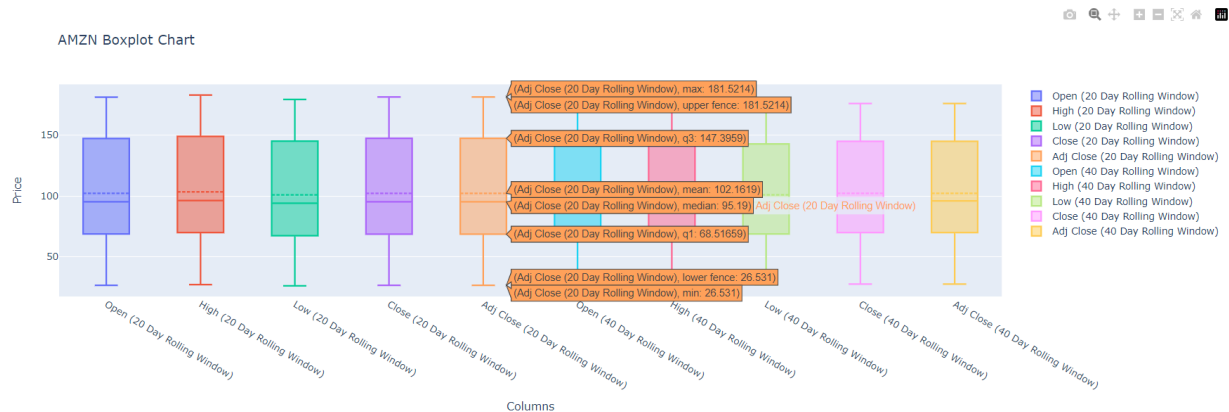 AMZN Boxplot Chart
(Adj Close (20 Day Rolling Window), max: 181.5214)
(Adj Close (20 Day Rolling Window), upper fence: 181.5214)
(Adj Close (20 Day Rolling Window), q3: 147.3959)
(Adj Close (20 Day Rolling Window), mean: 102.1619)
(Adj Close (20 Day Rolling Window), median: 95.19) Adj Close (20 Day Rolling Window)
(Adj Close (20 Day Rolling Window), q1: 68.51659)
(Adj Close (20 Day Rolling Window), lower fence: 26.531)
(Adj Close (20 Day Rolling Window), min: 26.531)
150
100
50
Price
Open (20 Day Rolling Window)
High (20 Day Rolling Window)
Low (20 Day Rolling Window)
Close (20 Day Rolling Window)
Adj Close (20 Day Rolling Window)
Open (40 Day Rolling Window)
High (40 Day Rolling Window)
Low (40 Day Rolling Window)
Close (40 Day Rolling Window)
Adj Close (40 Day Rolling Window)
Columns
Open (20 Day Rolling Window)
High (20 Day Rolling Window)
Low (20 Day Rolling Window)
Close (20 Day Rolling Window)
Adj Close (20 Day Rolling Window)
Open (40 Day Rolling Window)
High (40 Day Rolling Window)
Low (40 Day Rolling Window)
Close (40 Day Rolling Window)
Adj Close (40 Day Rolling Window)